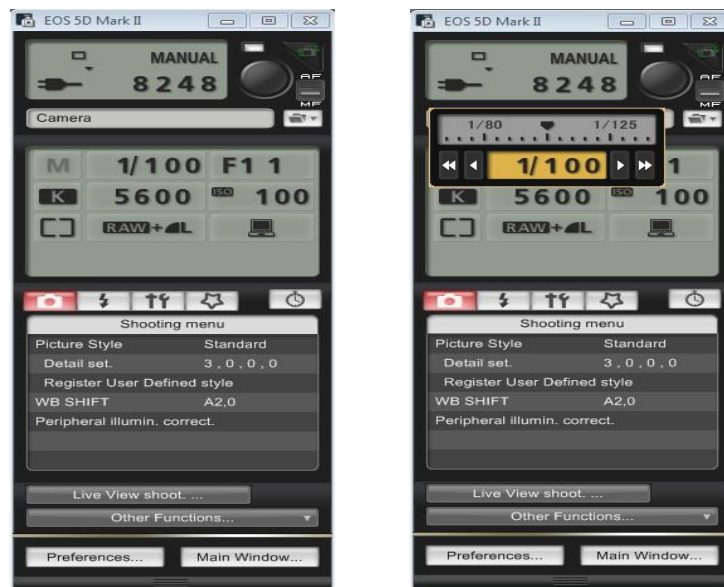 EOS 5D Mark II
MANUAL
8248
AF
MF
Camera
M 1/100 F11
K 5600 ISO 100
RAW+L
Shooting menu
Picture Style Standard
Detail set. 3,0,0,0
Register User Defined style
WB SHIFT A2,0
Peripheral illumin. correct.
Live View shoot. ...
Other Functions...
Preferences... Main Window...
EOS 5D Mark II
MANUAL
8248
AF
MF
1/80 1/125
1/100 1
K 5600 ISO 100
RAW+L
Shooting menu
Picture Style Standard
Detail set. 3,0,0,0
Register User Defined style
WB SHIFT A2,0
Peripheral illumin. correct.
Live View shoot. ...
Other Functions...
Preferences... Main Window...